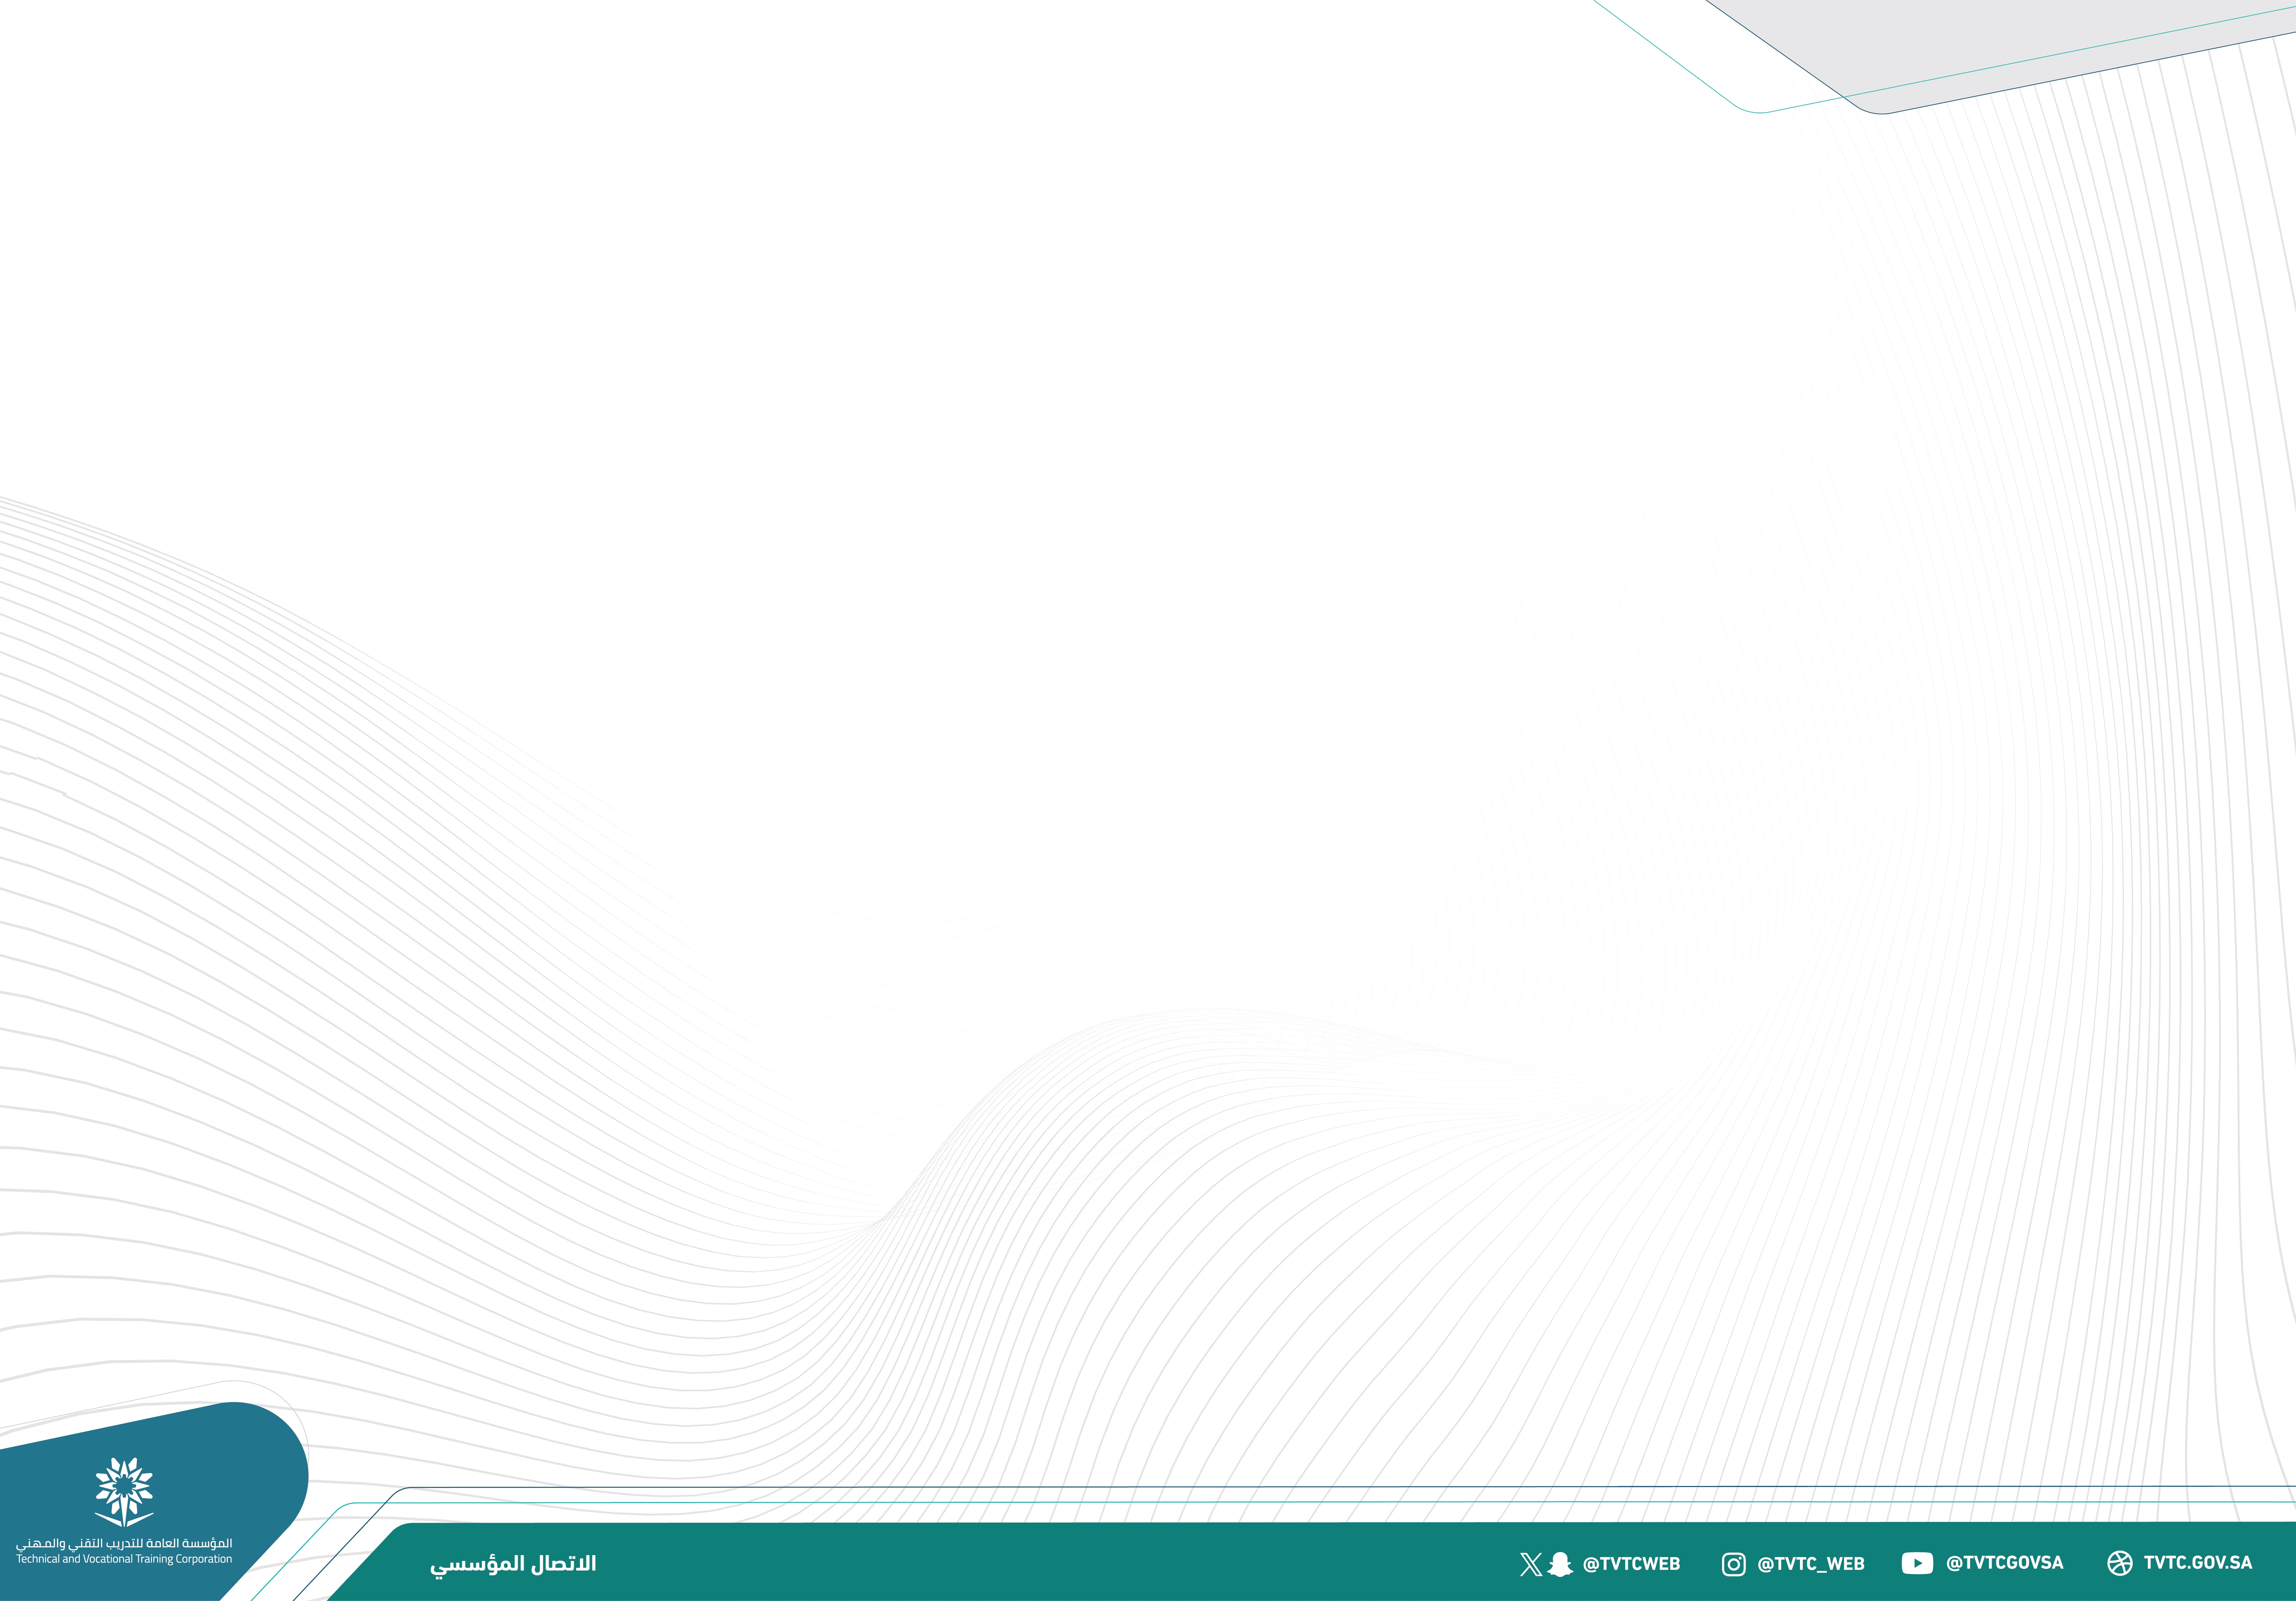 المؤسسة العامة للتدريب التقني والمهني
Technical and Vocational Training Corporation
الاتصال المؤسسي
@TVTCWEB
@TVTC_WEB
@TVTCGOVSA
TVTC.GOV.SA